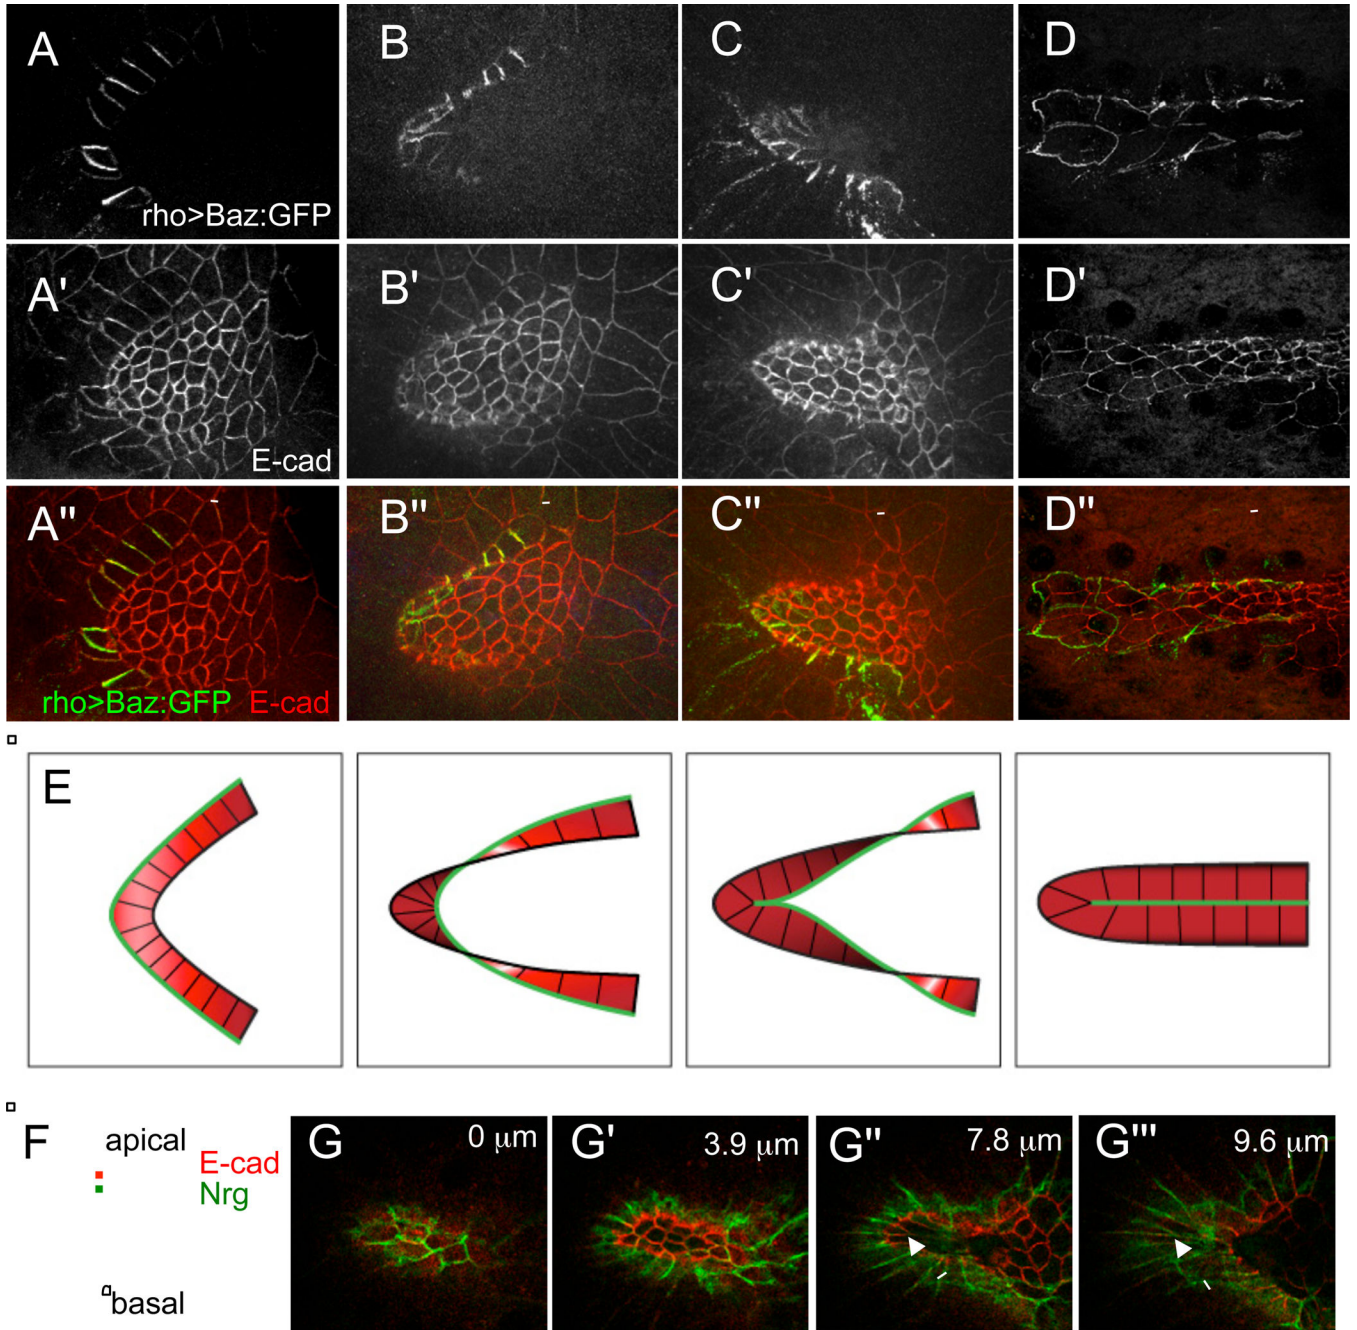 A
rho>Baz:GFP
B
C
D
A'
E-cad
B'
C'
D'
A"
rho>Baz:GFP E-cad
B"
C"
D"
E
F
apical
E-cad
Nrg
basal
G
0 μm
G'
3.9 μm
G"
7.8 μm
G'"
9.6 μm